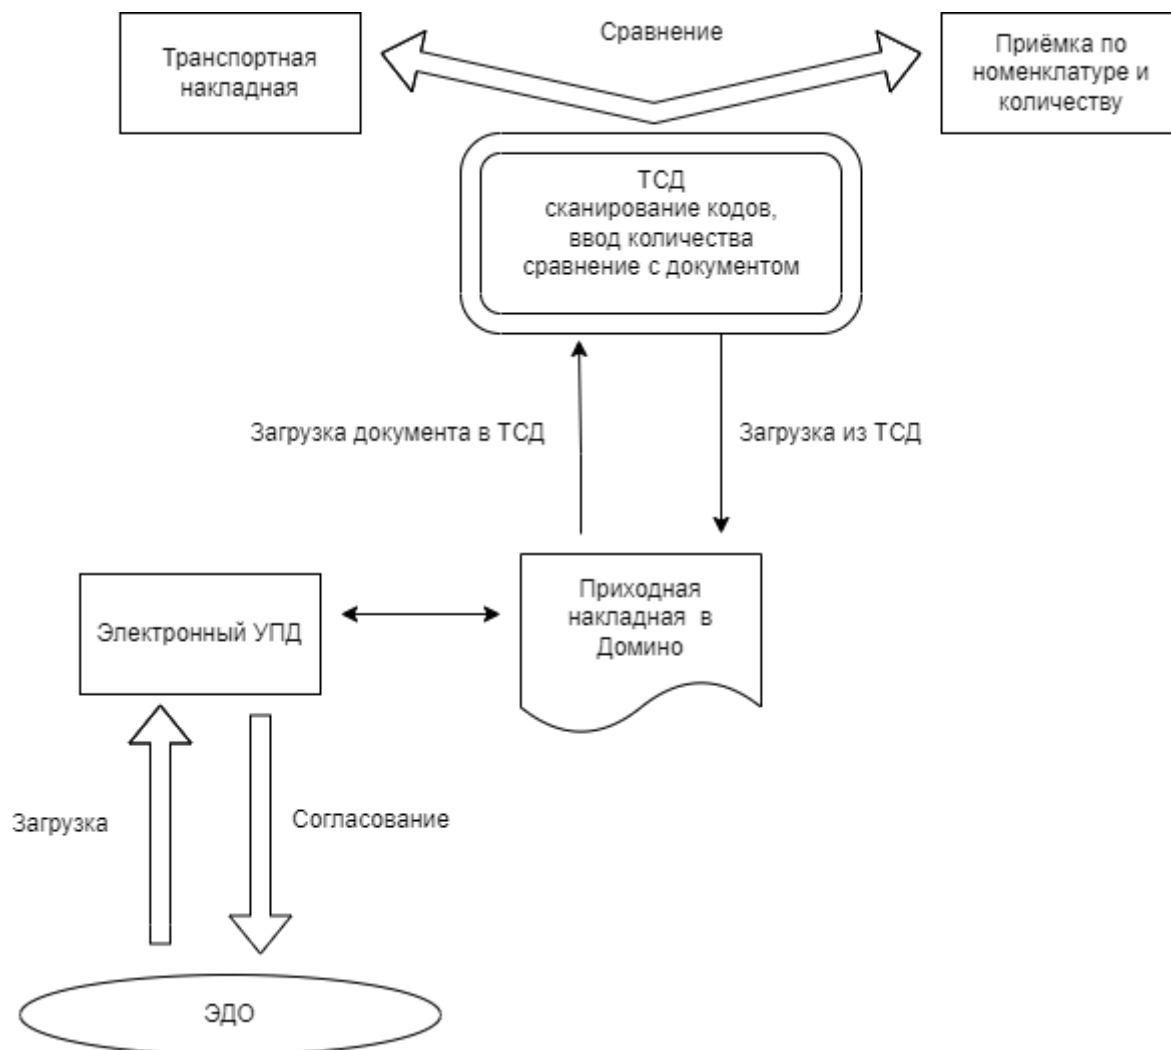 Сравнение
Транспортная
накладная
Приёмка по
номенклатуре и
количеству
ТСД
сканирование кодов,
ввод количества
сравнение с документом
Загрузка документа в ТСД
Загрузка из ТСД
Приходная
накладная в
Домино
Электронный УПД
Загрузка
Согласование
ЭДО